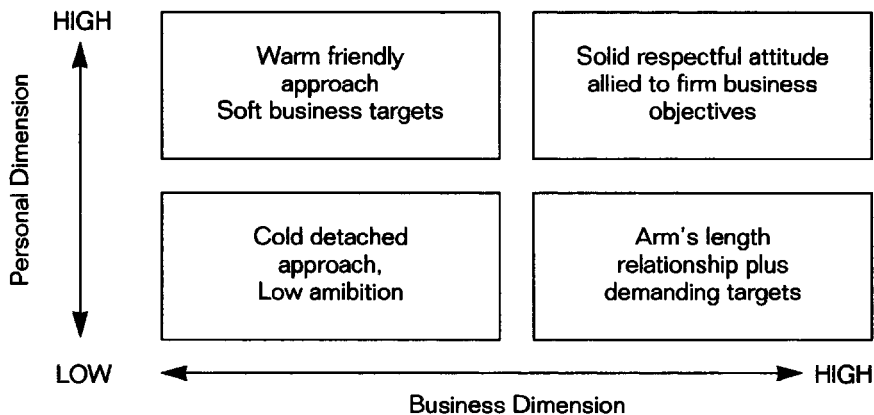 HIGH
Personal Dimension
Warm friendly
approach
Soft business targets
Solid respectful attitude
allied to firm business
objectives
Cold detached
approach,
Low amibition
Arm's length
relationship plus
demanding targets
LOW
HIGH
Business Dimension